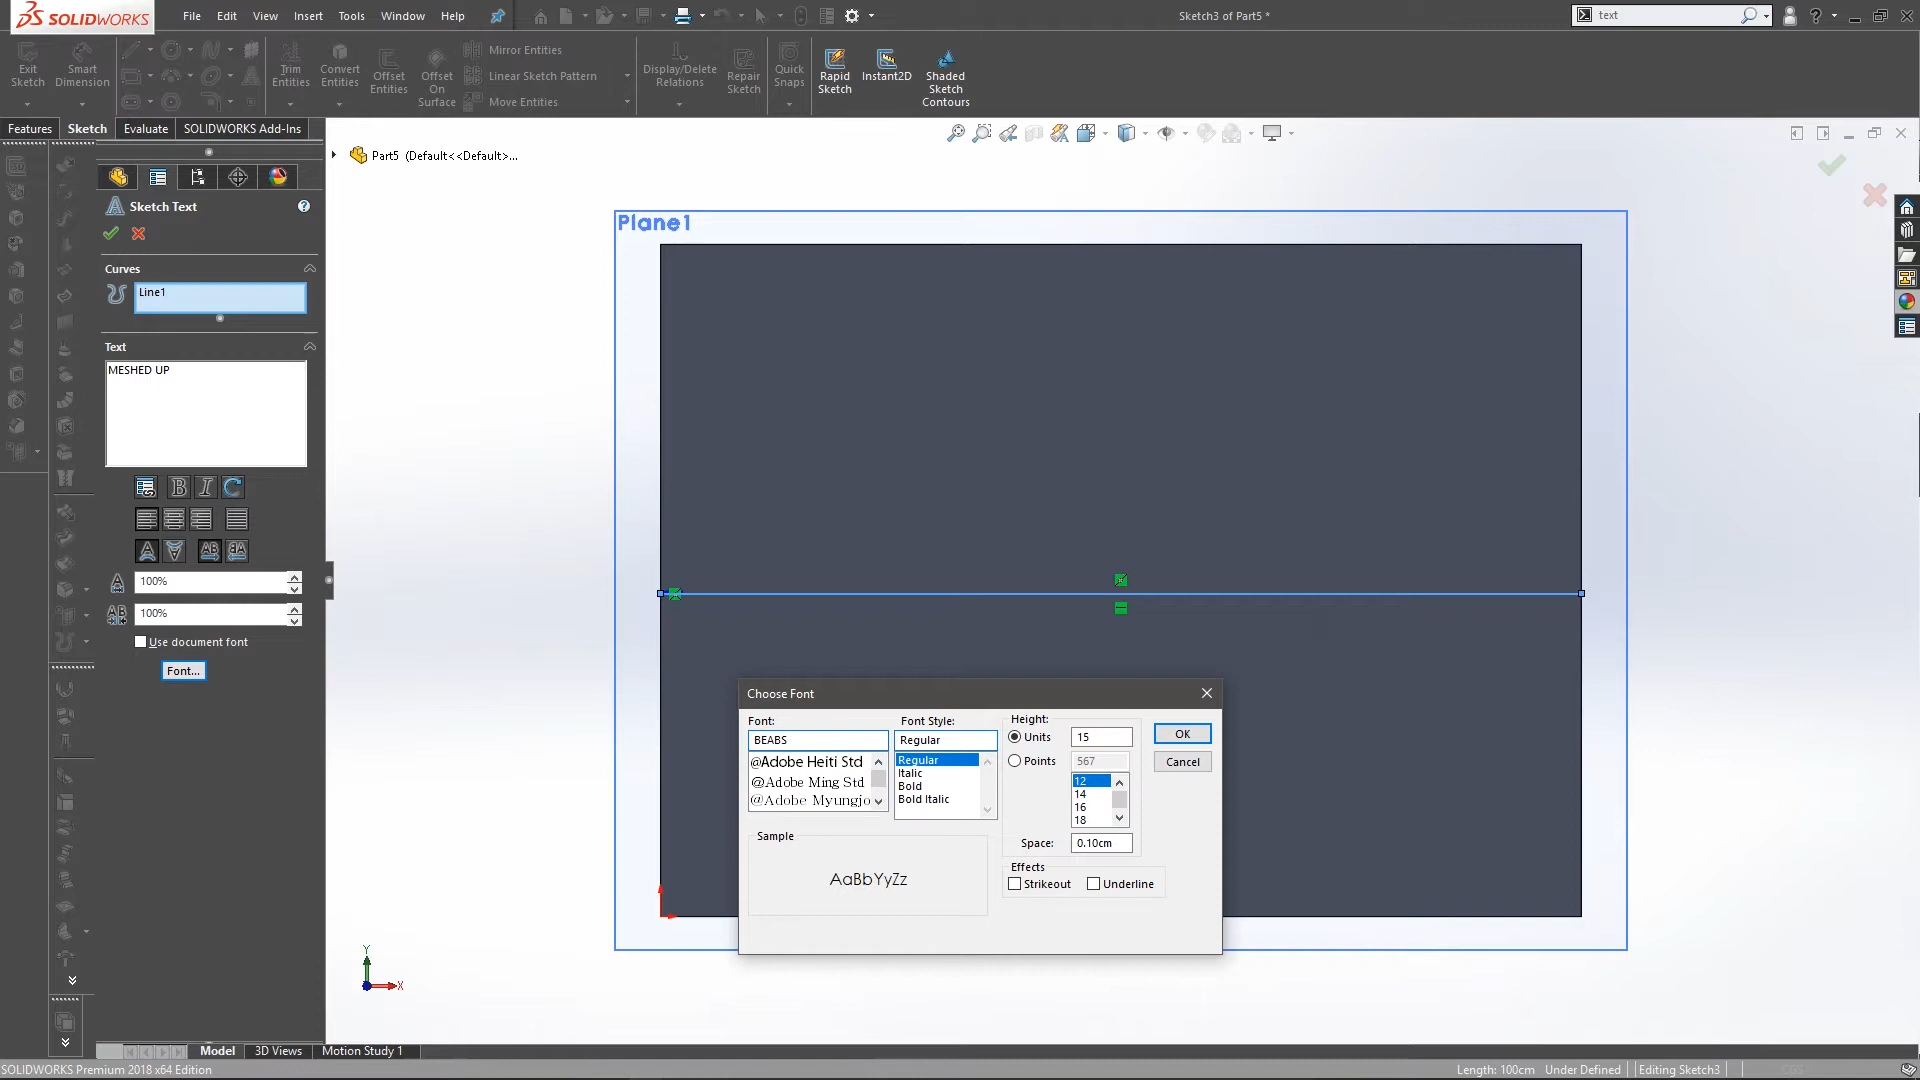 SOLIDWORKS
File Edit View Insert Tools Window Help
Sketch3 of Part5 *
text
Exit Sketch
Smart Dimension
Trim Entities
Convert Entities
Offset Entities
Offset On Surface
Mirror Entities
Linear Sketch Pattern
Move Entities
Display/Delete Relations
Repair Sketch
Quick Snaps
Rapid Sketch
Instant2D
Shaded Sketch Contours
Features Sketch Evaluate SOLIDWORKS Add-Ins
Part5 (Default<<Default>...
Sketch Text
Curves
Line1
Text
MESHED UP
100%
100%
Use document font
Font...
Plane1
Choose Font
Font:
BEABS
@Adobe Heiti Std
@Adobe Ming Std
@Adobe Myungjo
Font Style:
Regular
Regular
Italic
Bold
Bold Italic
Height:
Units 15
Points 567
12
14
16
18
Space: 0.10cm
OK
Cancel
Sample
AaBbYyZz
Effects
Strikeout Underline
Y
X
Model 3D Views Motion Study 1
SOLIDWORKS Premium 2018 x64 Edition
Length: 100cm Under Defined Editing Sketch3